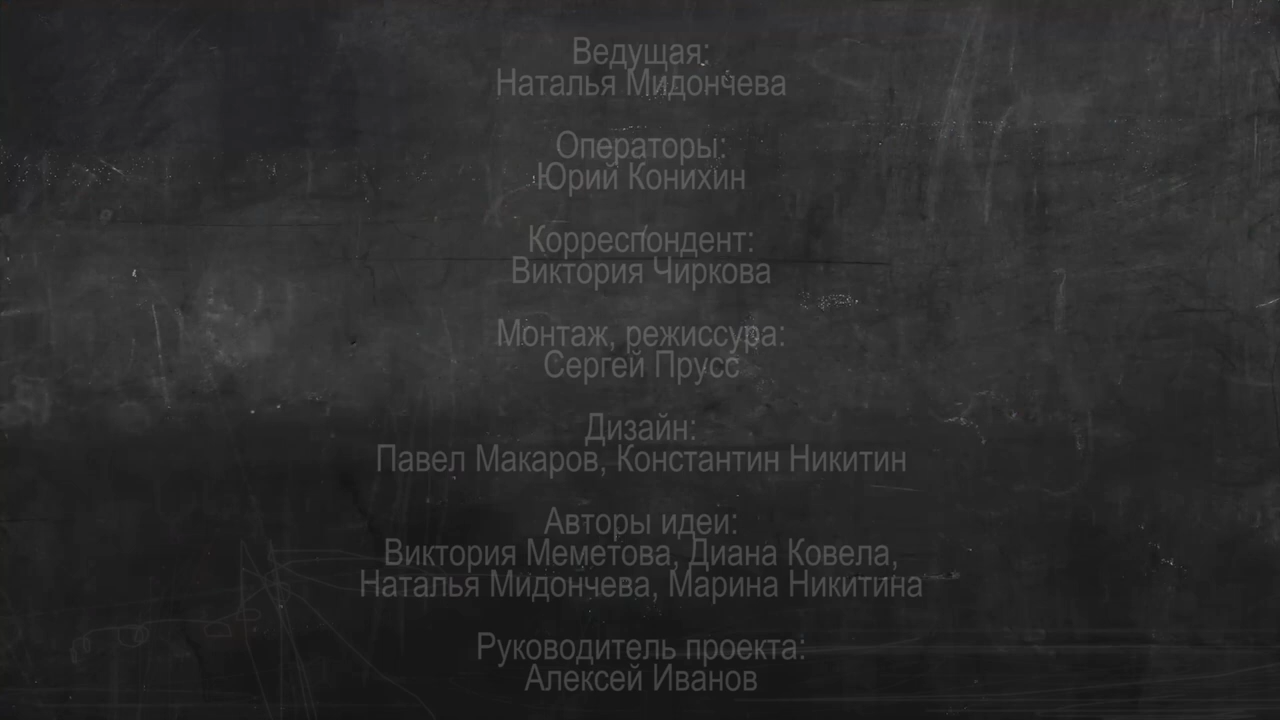 Ведущая:
Наталья Мидончева
Операторы:
Юрий Конихин
Корреспондент:
Виктория Чиркова
Монтаж, режиссура:
Сергей Прусс
Дизайн:
Павел Макаров, Константин Никитин
Авторы идеи:
Виктория Меметова, Диана Ковела,
Наталья Мидончева, Марина Никитина
Руководитель проекта:
Алексей Иванов